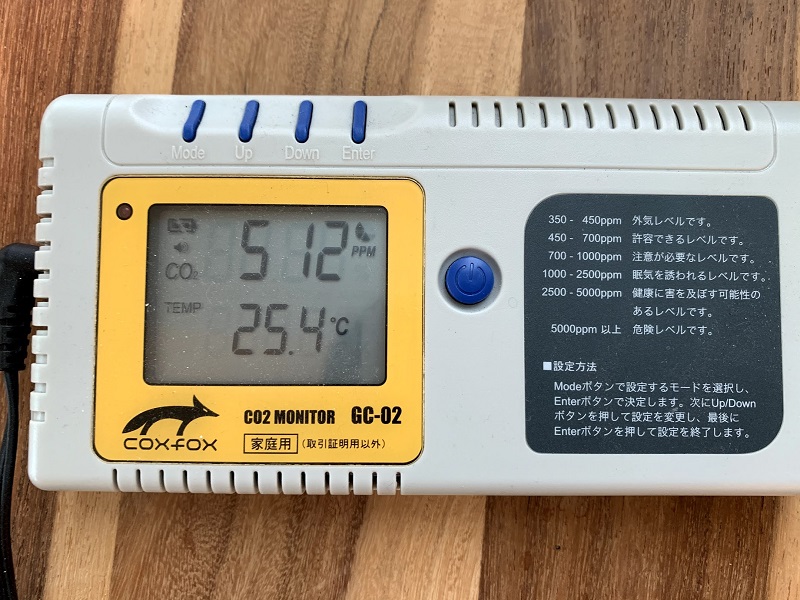 Mode Up Down Enter
CO₂ 512 PPM
TEMP 25.4 °C
COXFOX
CO2 MONITOR GC-02
家庭用 (取引証明用以外)
350 - 450ppm 外気レベルです。
450 - 700ppm 許容できるレベルです。
700 - 1000ppm 注意が必要なレベルです。
1000 - 2500ppm 眠気を誘われるレベルです。
2500 - 5000ppm 健康に害を及ぼす可能性の
あるレベルです。
5000ppm 以上 危険レベルです。
■設定方法
Modeボタンで設定するモードを選択し、
Enterボタンで決定します。次にUp/Down
ボタンを押して設定を変更し、最後に
Enterボタンを押して設定を終了します。